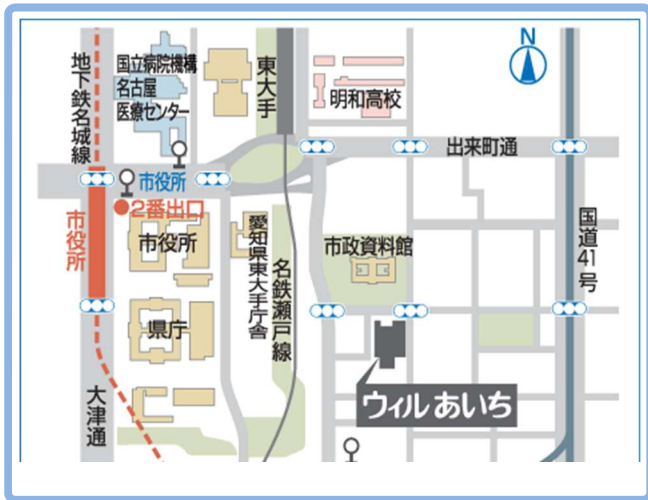 N
地下鉄名城線
国立病院機構
名古屋
医療センター
東大手
明和高校
出来町通
市役所
2番出口
市役所
市役所
愛知県東大手庁舎
名鉄瀬戸線
市政資料館
国道41号
県庁
大津通
ウィルあいち